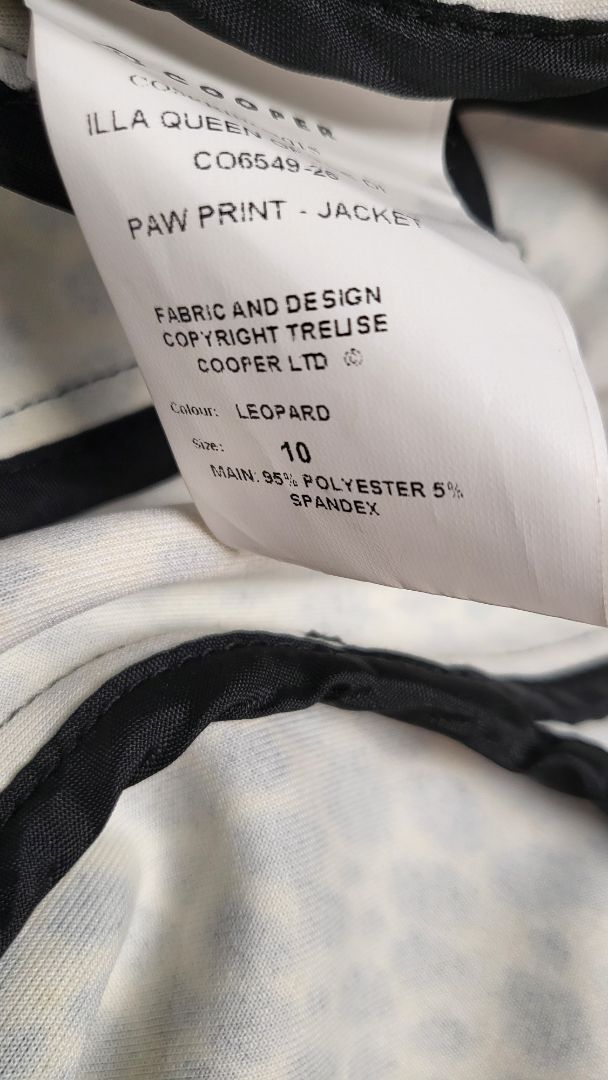 COOPER
ILLA QUEEN
CO6549-26
PAW PRINT - JACKET
FABRIC AND DESIGN
COPYRIGHT TRELISE
COOPER LTD ©
Colour: LEOPARD
Size: 10
MAIN: 95% POLYESTER 5%
SPANDEX